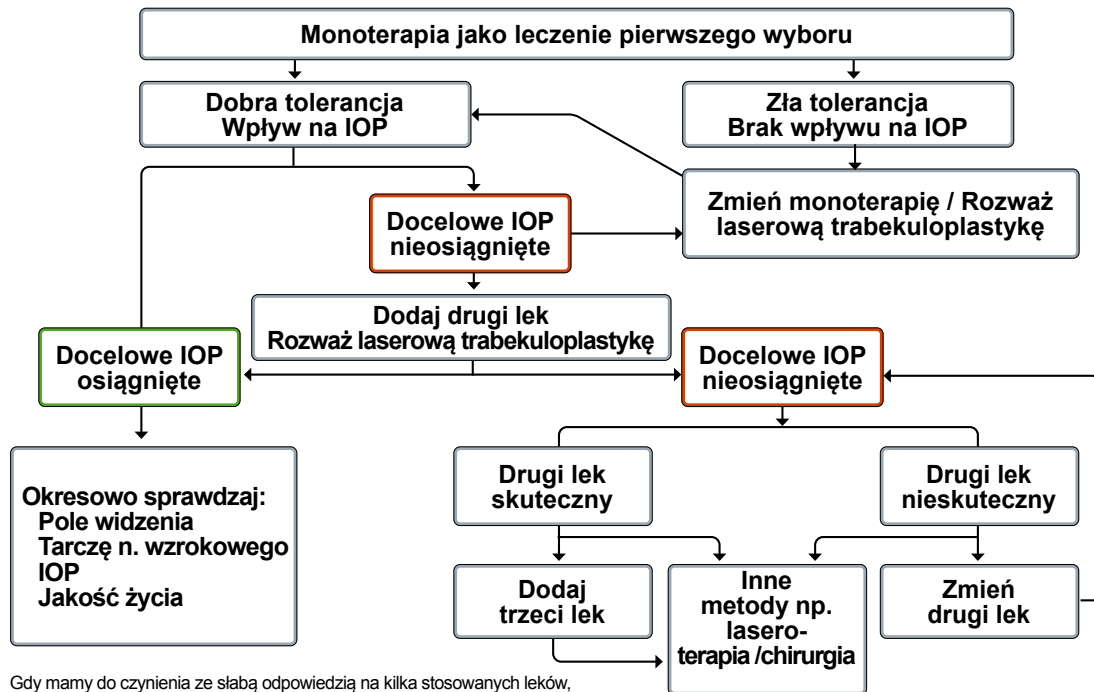 Monoterapia jako leczenie pierwszego wyboru
Dobra tolerancja
Wpływ na IOP
Zła tolerancja
Brak wpływu na IOP
Zmień monoterapię / Rozważ
laserową trabekuloplastykę
Docelowe IOP
nieosiągnięte
Dodaj drugi lek
Rozważ laserową trabekuloplastykę
Docelowe IOP
osiągnięte
Docelowe IOP
nieosiągnięte
Okresowo sprawdzaj:
Pole widzenia
Tarczę n. wzrokowego
IOP
Jakość życia
Drugi lek
skuteczny
Drugi lek
nieskuteczny
Dodaj
trzeci lek
Inne
metody np.
lasero-
terapia /chirurgia
Zmień
drugi lek
Gdy mamy do czynienia ze słabą odpowiedzią na kilka stosowanych leków,